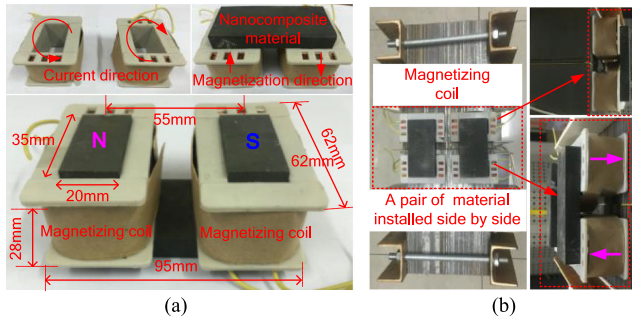 Current direction
Nanocomposite
material
Magnetization direction
55mm
35mm
N
S
62mm
62mm
20mm
28mm
Magnetizing coil
Magnetizing coil
95mm
(a)
(b)
Magnetizing
coil
A pair of material
installed side by side